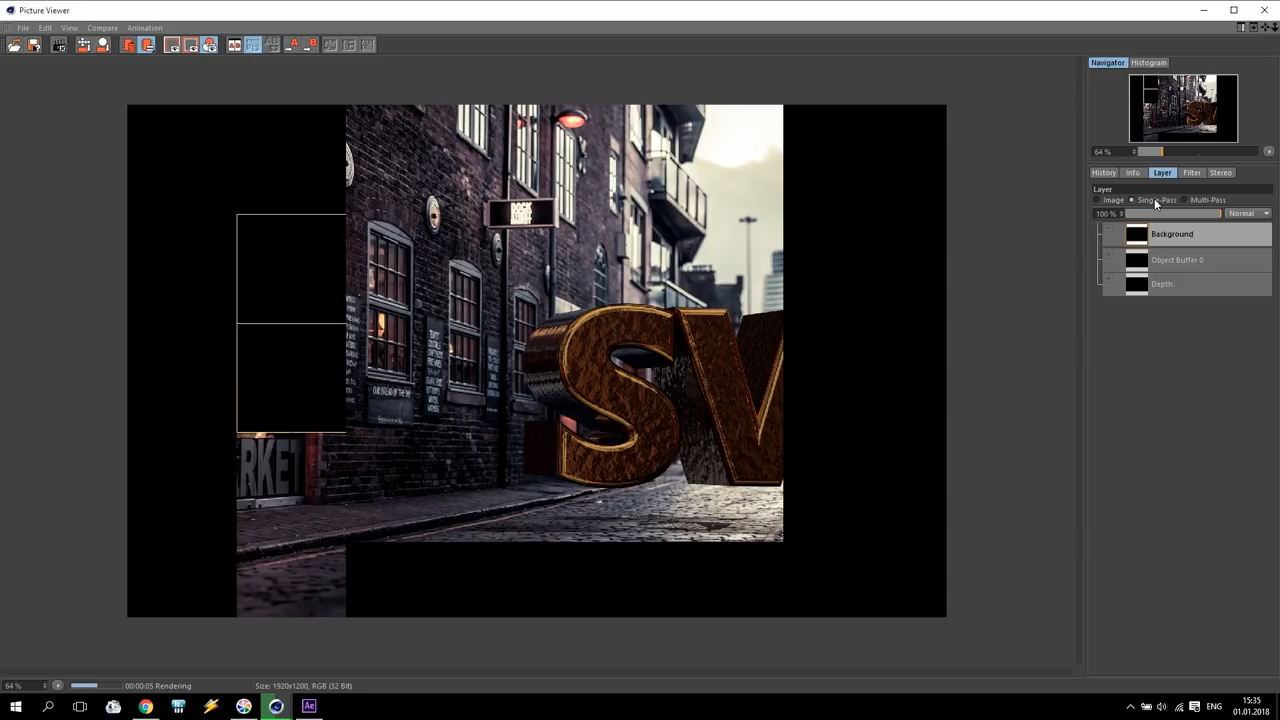 Picture Viewer
File Edit View Compare Animation
Navigator Histogram
64 %
History Info Layer Filter Stereo
Layer
Image Single-Pass Multi-Pass
100 % Normal
Background
Object Buffer 0
Depth
ROCK
MARKET
SV
64 % 00:00:05 Rendering Size: 1920x1200, RGB (32 Bit)
ENG
15:35
01.01.2018
Ae